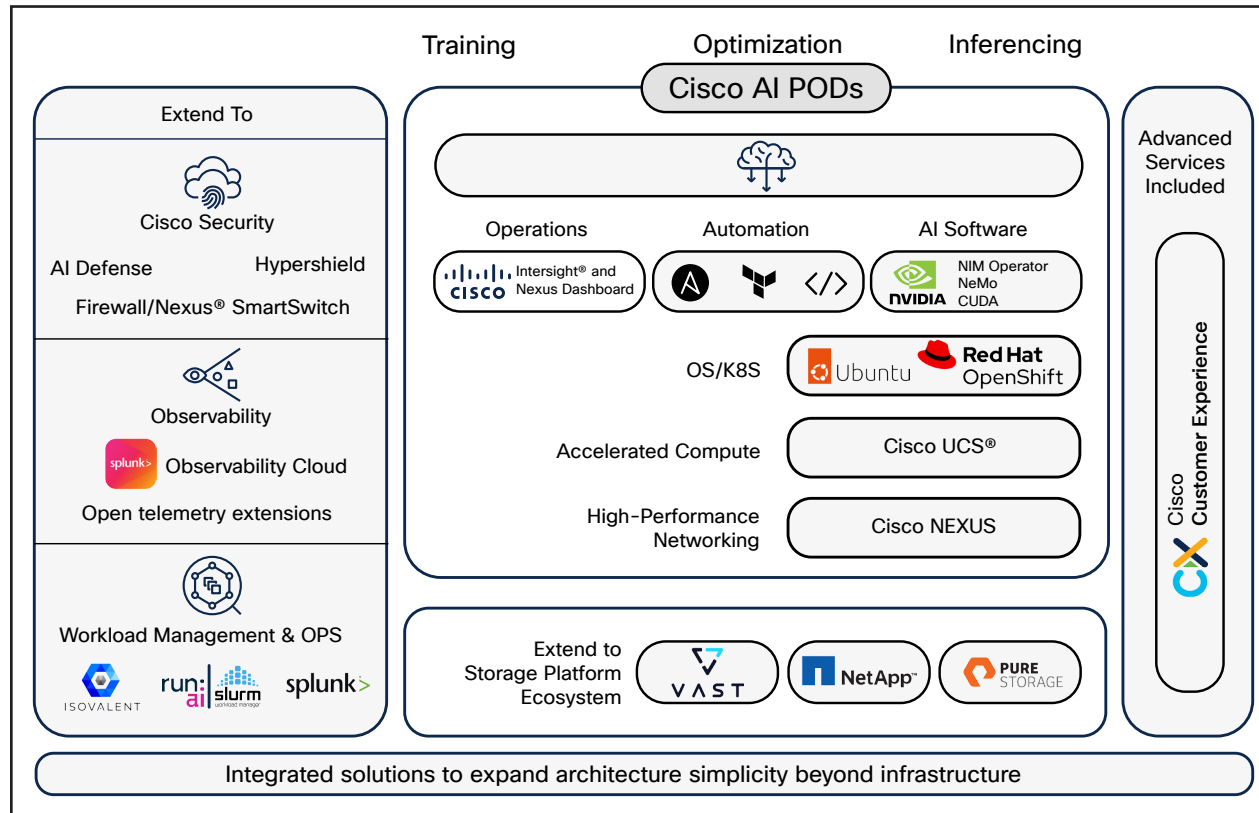 Training
Optimization
Inferencing
Cisco AI PODs
Extend To
Cisco Security
AI Defense
Hypershield
Firewall/Nexus® SmartSwitch
Observability
splunk>
Observability Cloud
Open telemetry extensions
Workload Management & OPS
ISOVALENT
run:
ai
slurm
workload manager
splunk>
Operations
CISCO
Intersight® and
Nexus Dashboard
Automation
</>
AI Software
NVIDIA
NIM Operator
NeMo
CUDA
OS/K8S
Ubuntu
Red Hat
OpenShift
Accelerated Compute
Cisco UCS®
High-Performance
Networking
Cisco NEXUS
Extend to
Storage Platform
Ecosystem
VAST
NetApp™
PURE
STORAGE
Advanced
Services
Included
CX
Cisco
Customer Experience
Integrated solutions to expand architecture simplicity beyond infrastructure